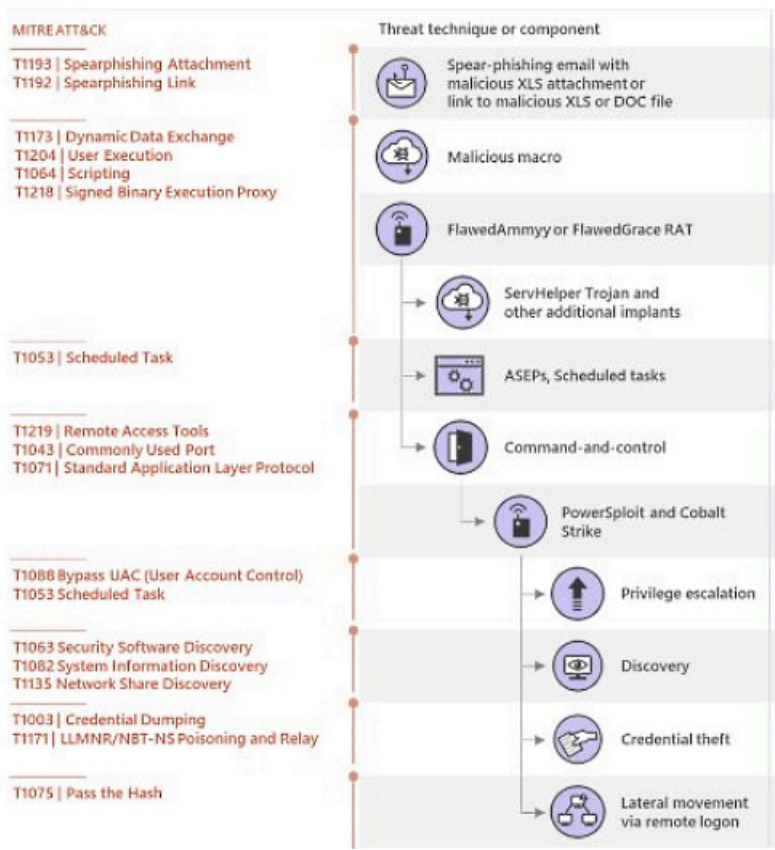 MITRE ATT&CK
Threat technique or component
T1193 | Spearphishing Attachment
T1192 | Spearphishing Link
Spear-phishing email with
malicious XLS attachment or
link to malicious XLS or DOC file
T1173 | Dynamic Data Exchange
T1204 | User Execution
T1064 | Scripting
T1218 | Signed Binary Execution Proxy
Malicious macro
FlawedAmmyy or FlawedGrace RAT
ServHelper Trojan and
other additional implants
T1053 | Scheduled Task
ASEPs, Scheduled tasks
T1219 | Remote Access Tools
T1043 | Commonly Used Port
T1071 | Standard Application Layer Protocol
Command-and-control
PowerSploit and Cobalt
Strike
T1088 Bypass UAC (User Account Control)
T1053 Scheduled Task
Privilege escalation
T1063 Security Software Discovery
T1082 System Information Discovery
T1135 Network Share Discovery
Discovery
T1003 | Credential Dumping
T1171 | LLMNR/NBT-NS Poisoning and Relay
Credential theft
T1075 | Pass the Hash
Lateral movement
via remote logon